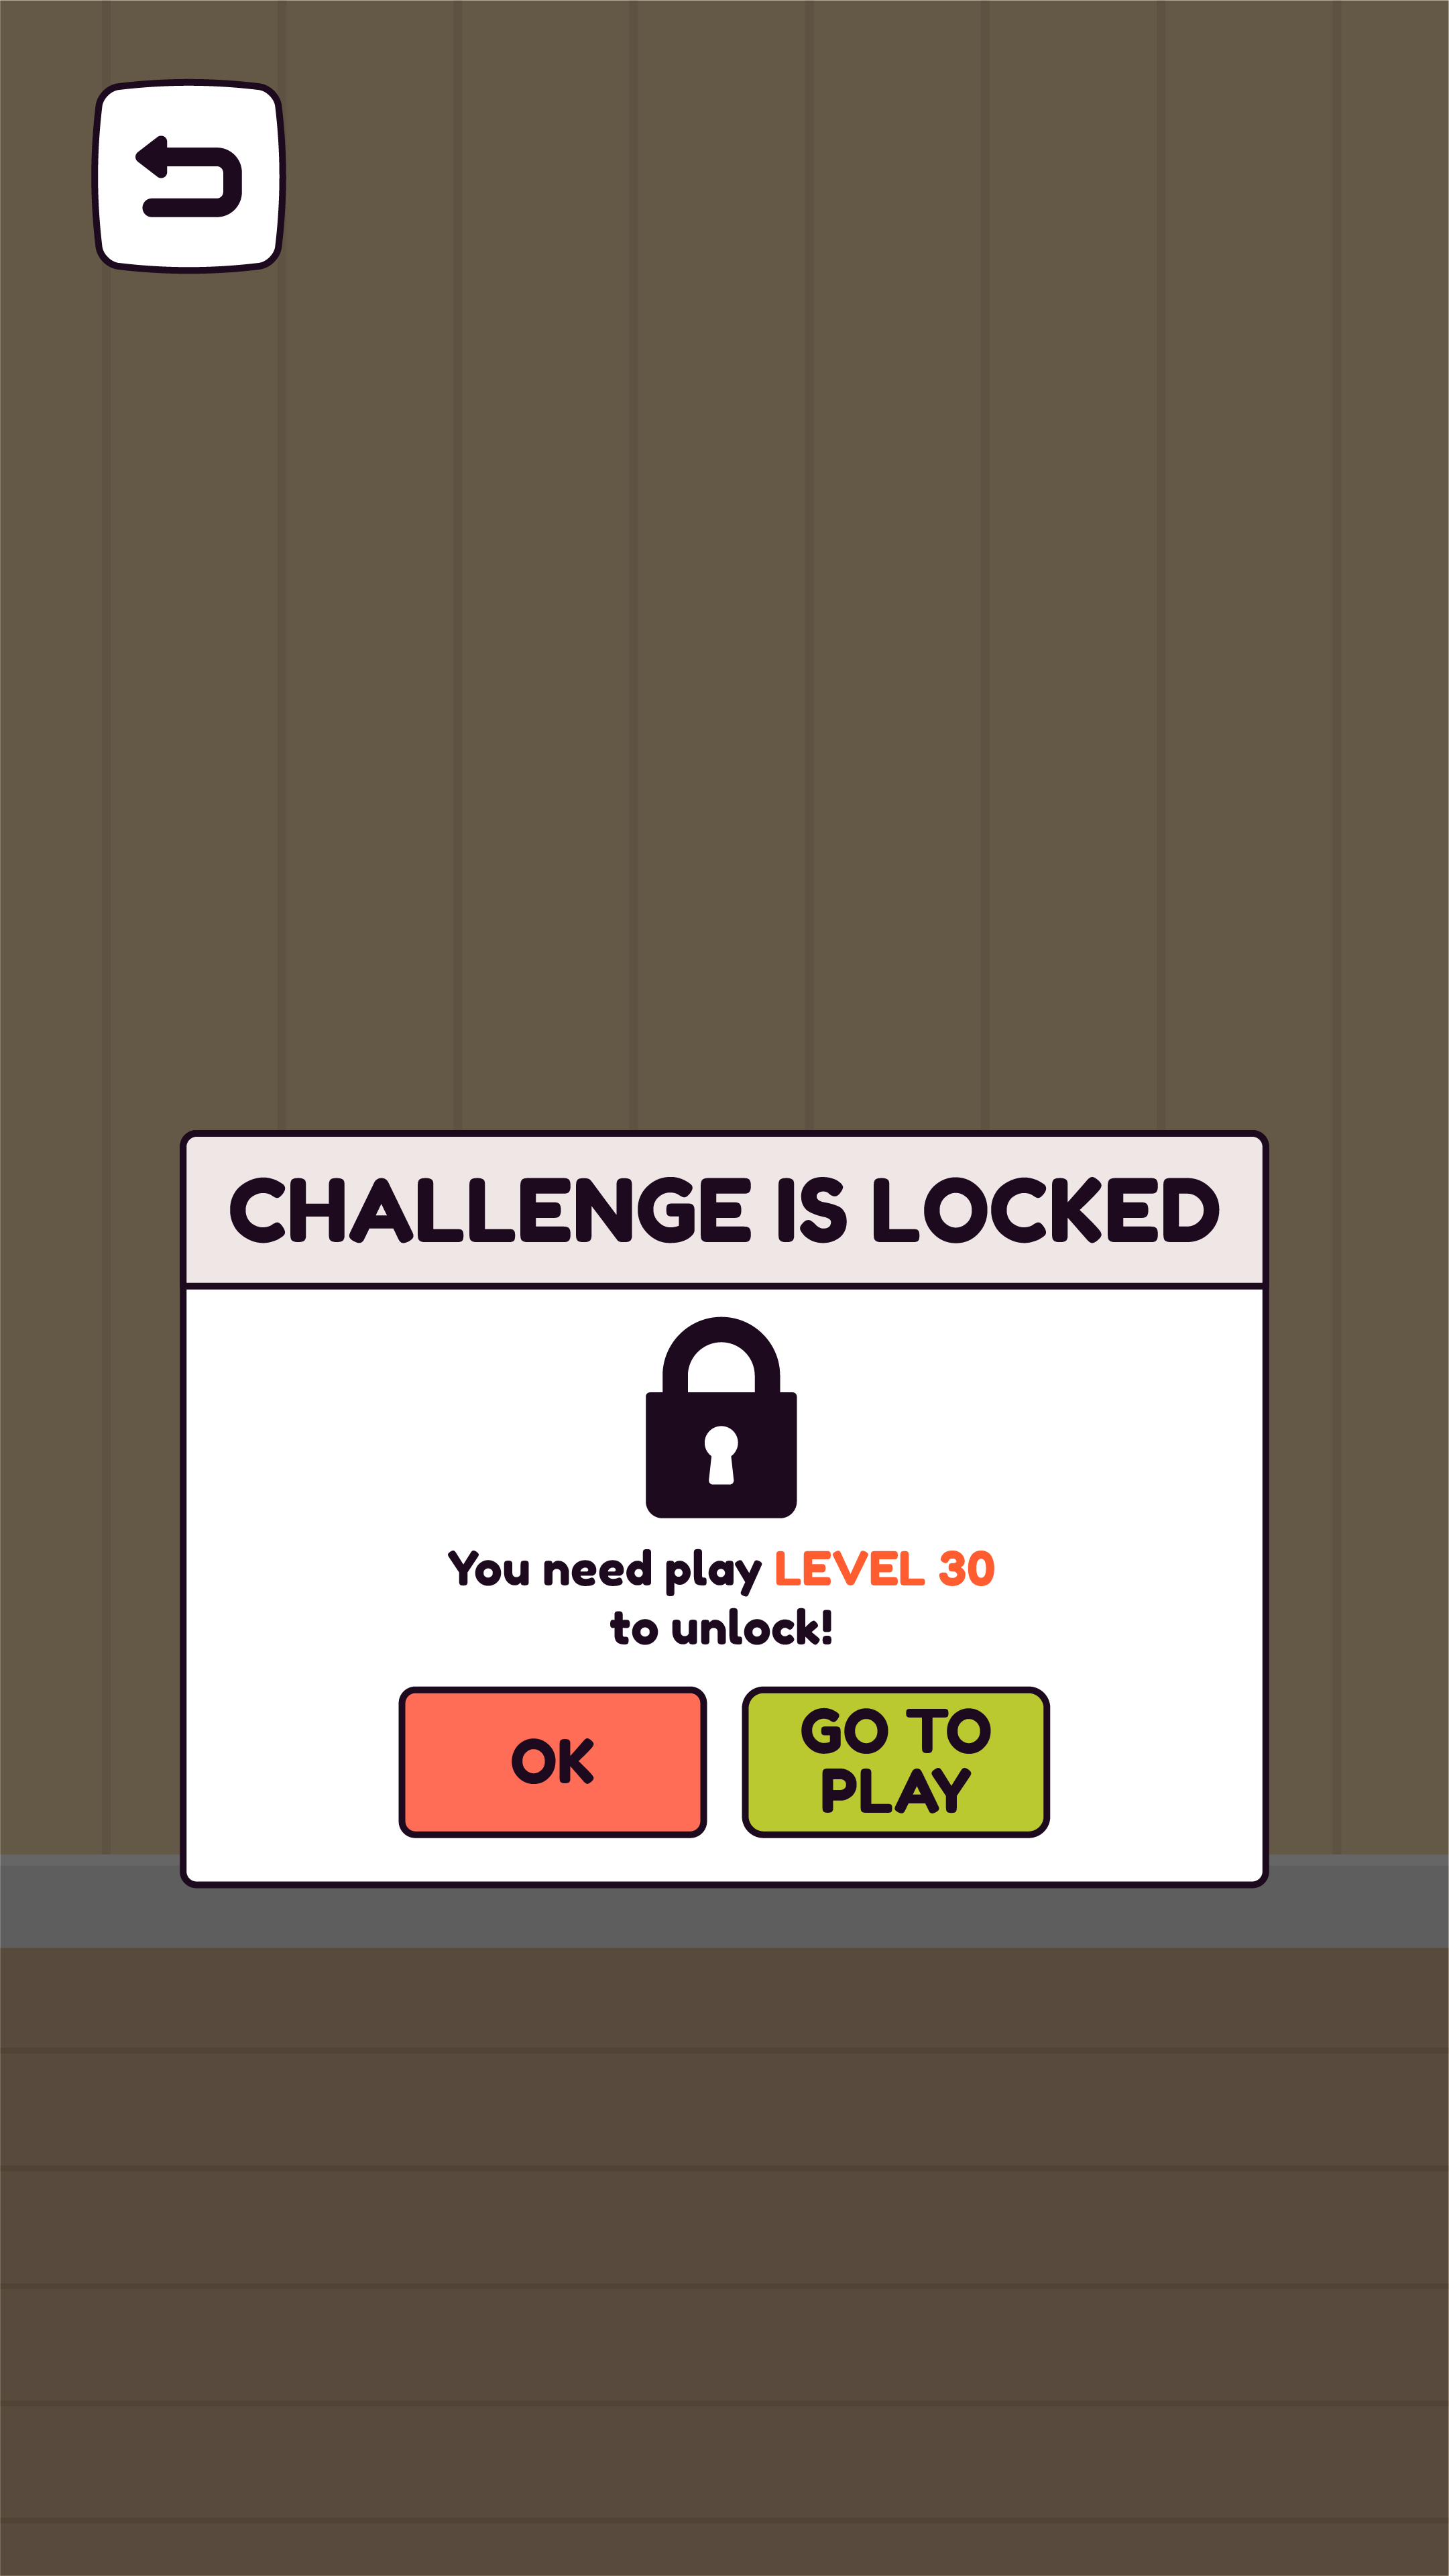 CHALLENGE IS LOCKED
You need play LEVEL 30
to unlock!
OK
GO TO
PLAY